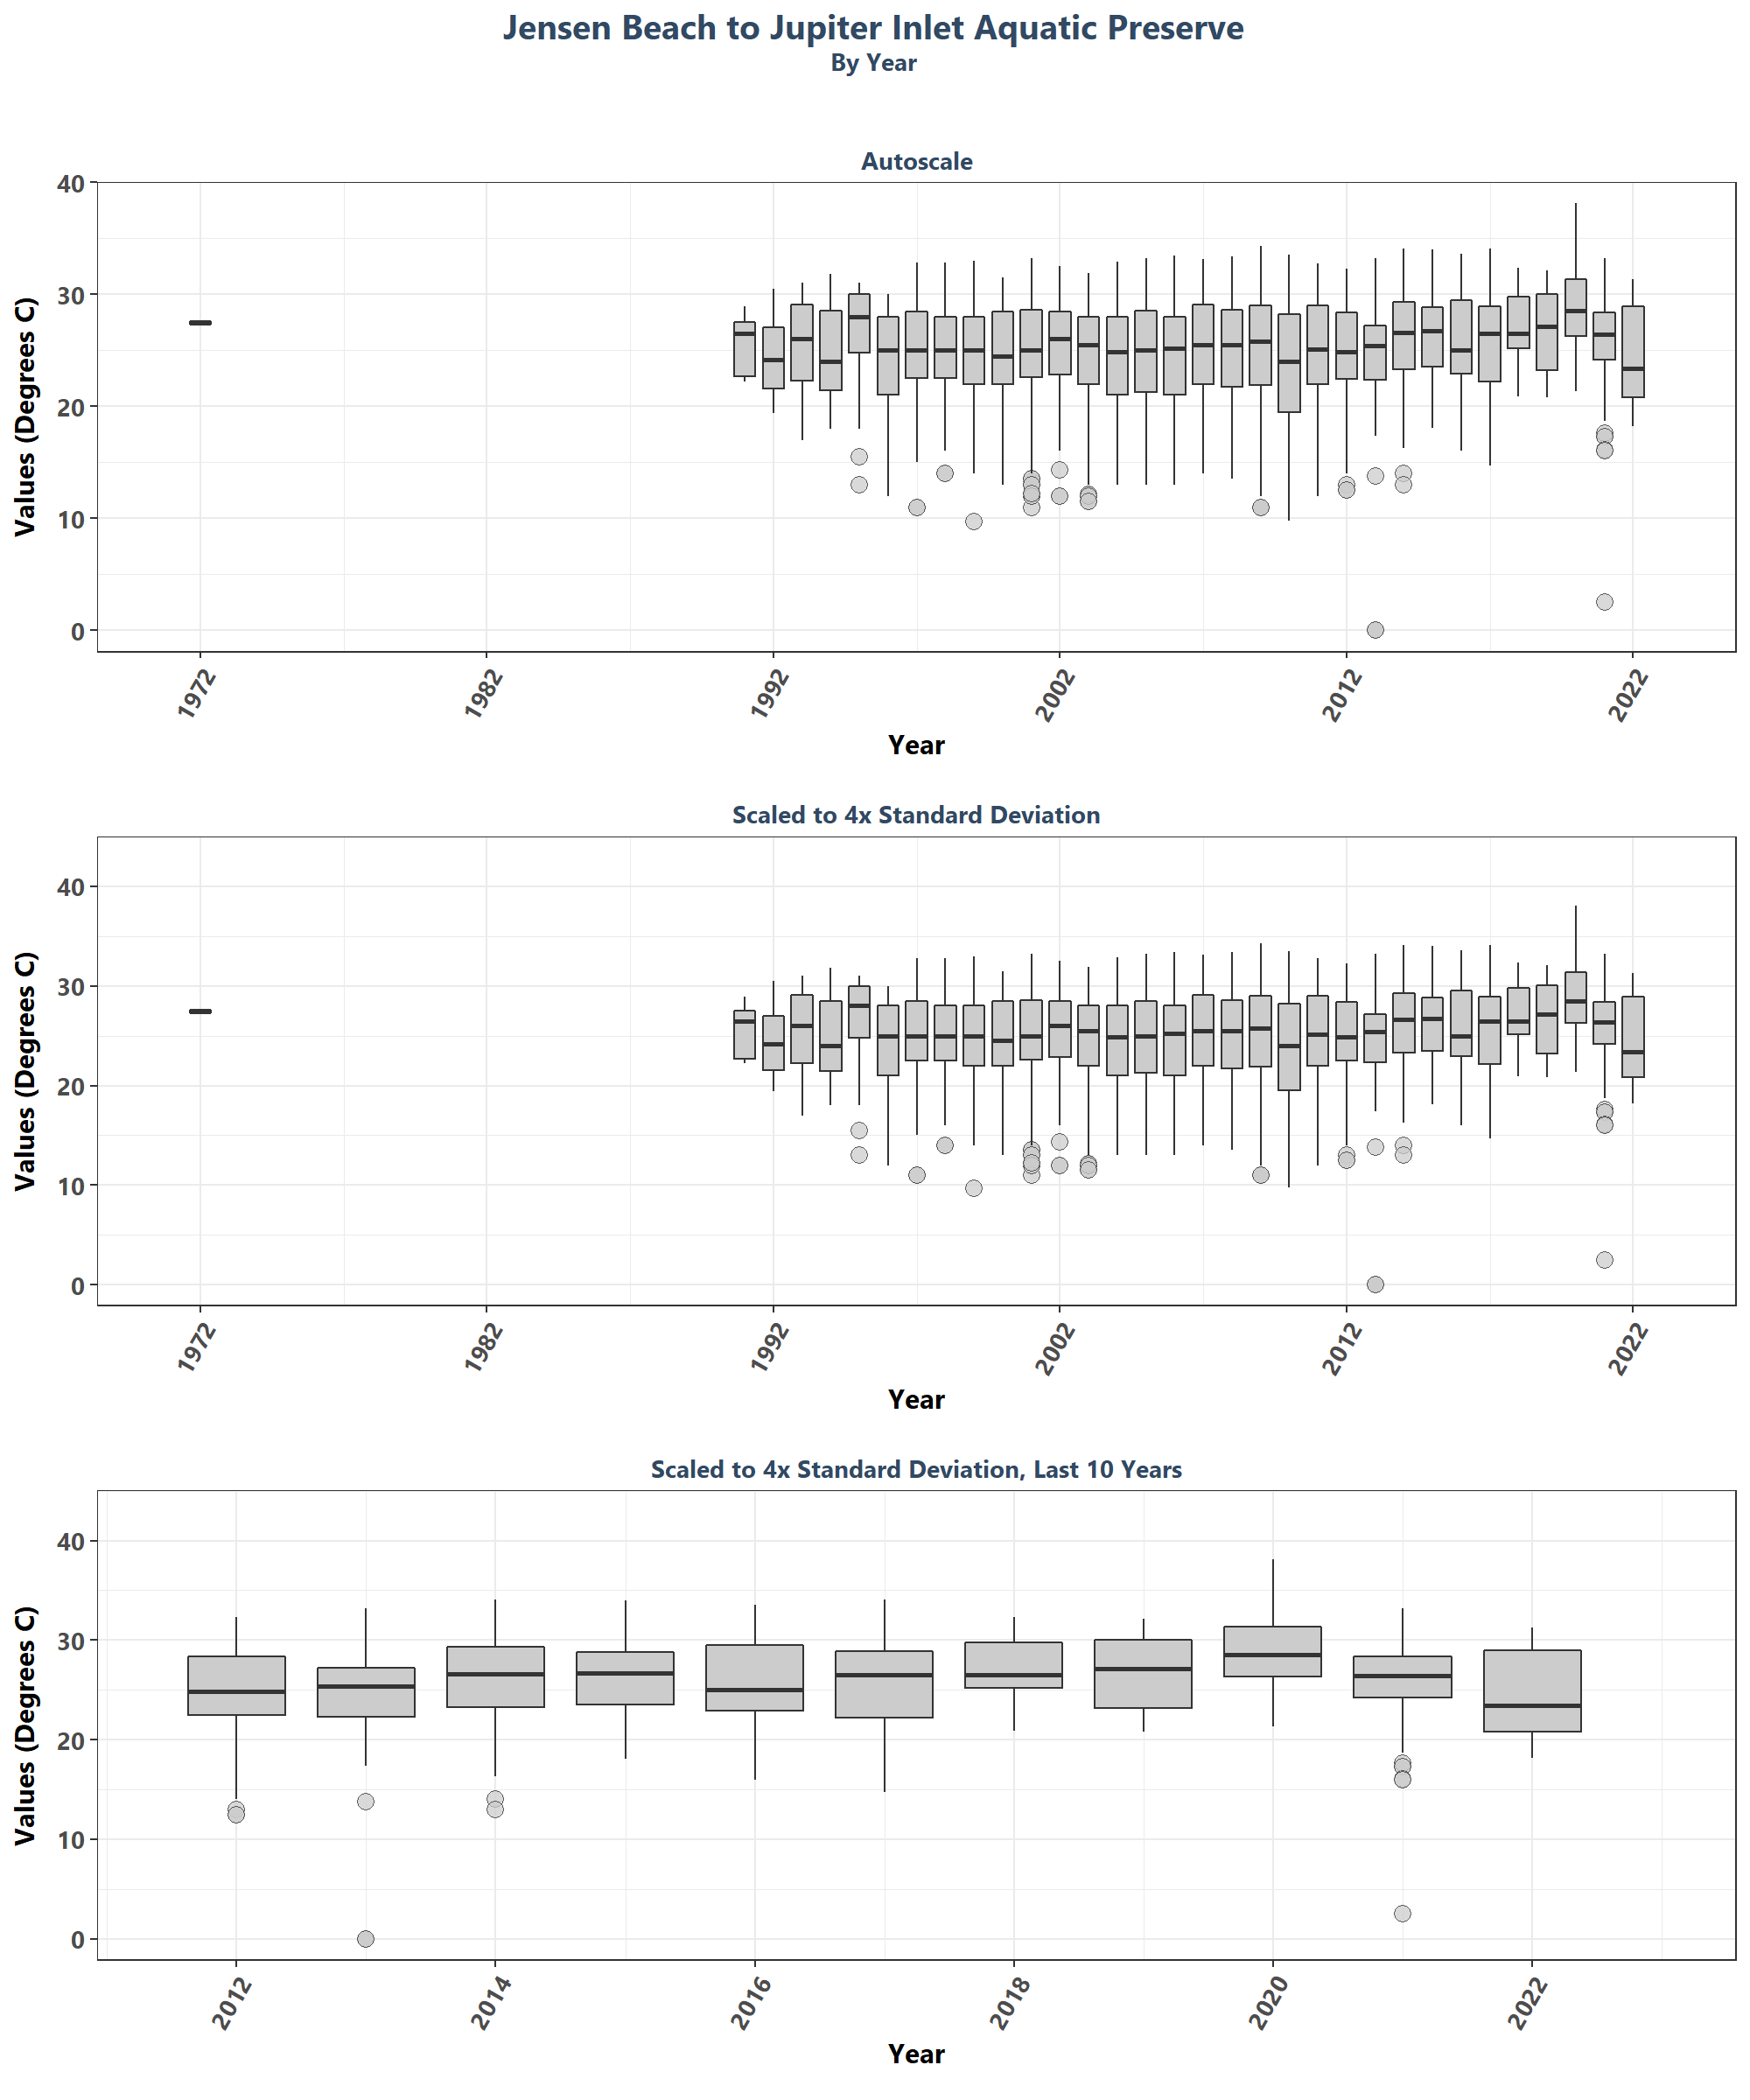 Jensen Beach to Jupiter Inlet Aquatic Preserve
By Year
Autoscale
Values (Degrees C)
40
30
20
10
0
1972 1982 1992 2002 2012 2022
Year
Scaled to 4x Standard Deviation
Values (Degrees C)
40
30
20
10
0
1972 1982 1992 2002 2012 2022
Year
Scaled to 4x Standard Deviation, Last 10 Years
Values (Degrees C)
40
30
20
10
0
2012 2014 2016 2018 2020 2022
Year